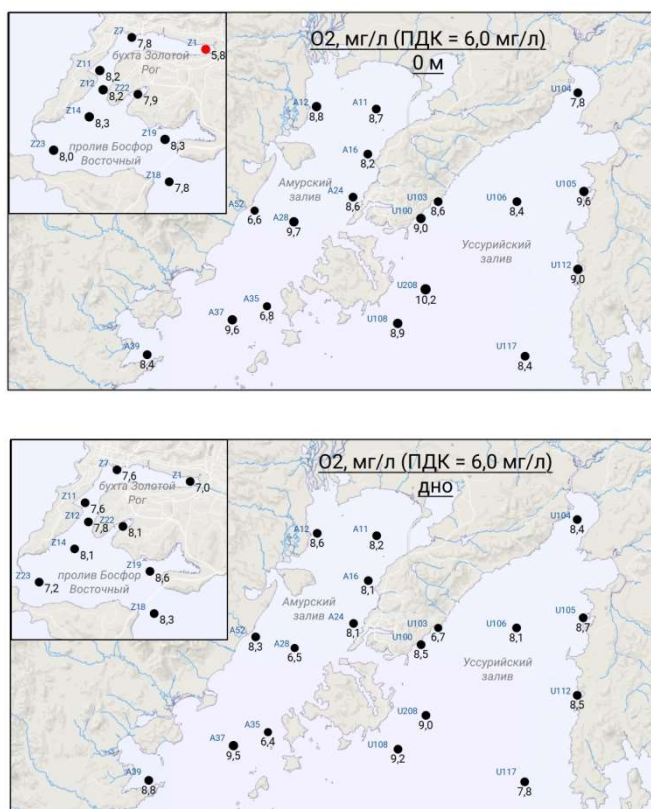 О2, мг/л (ПДК = 6,0 мг/л)
0 м
Z7
7,8
Z1
5,8
бухта Золотой
Рог
Z11
8,2
Z12
8,2
Z22
7,9
Z14
8,3
Z19
8,3
Z23
8,0
пролив Босфор
Восточный
Z18
7,8
A12
8,8
A11
8,7
U104
7,8
A16
8,2
Амурский
залив
A24
8,6
A52
6,6
A28
9,7
U103
8,6
U100
9,0
U106
8,4
U105
9,6
Уссурийский
залив
U112
9,0
U208
10,2
A35
6,8
A37
9,6
U108
8,9
A39
8,4
U117
8,4
О2, мг/л (ПДК = 6,0 мг/л)
дно
Z7
7,6
Z1
7,0
бухта Золотой
Рог
Z11
7,6
Z12
7,8
Z22
8,1
Z14
8,1
Z19
8,6
Z23
7,2
пролив Босфор
Восточный
Z18
8,3
A12
8,6
A11
8,2
U104
8,4
A16
8,1
Амурский
залив
A24
8,1
A52
8,3
A28
6,5
U103
6,7
U100
8,5
U106
8,1
U105
8,7
Уссурийский
залив
U112
8,5
U208
9,0
A35
6,4
A37
9,5
U108
9,2
A39
8,8
U117
7,8